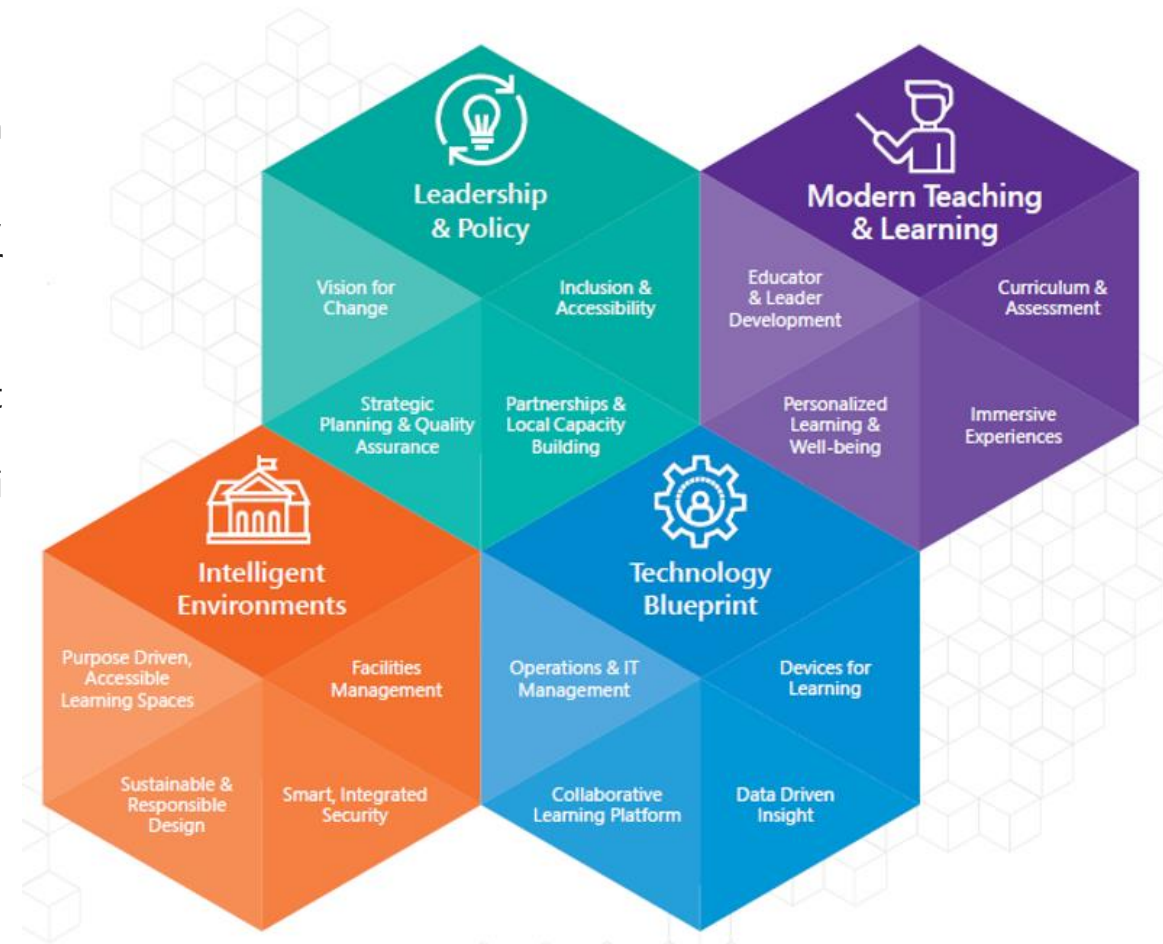 Leadership
& Policy
Vision for
Change
Inclusion &
Accessibility
Strategic
Planning & Quality
Assurance
Partnerships &
Local Capacity
Building
Modern Teaching
& Learning
Educator
& Leader
Development
Curriculum &
Assessment
Personalized
Learning &
Well-being
Immersive
Experiences
Intelligent
Environments
Purpose Driven,
Accessible
Learning Spaces
Facilities
Management
Sustainable &
Responsible
Design
Smart, Integrated
Security
Technology
Blueprint
Operations & IT
Management
Devices for
Learning
Collaborative
Learning Platform
Data Driven
Insight